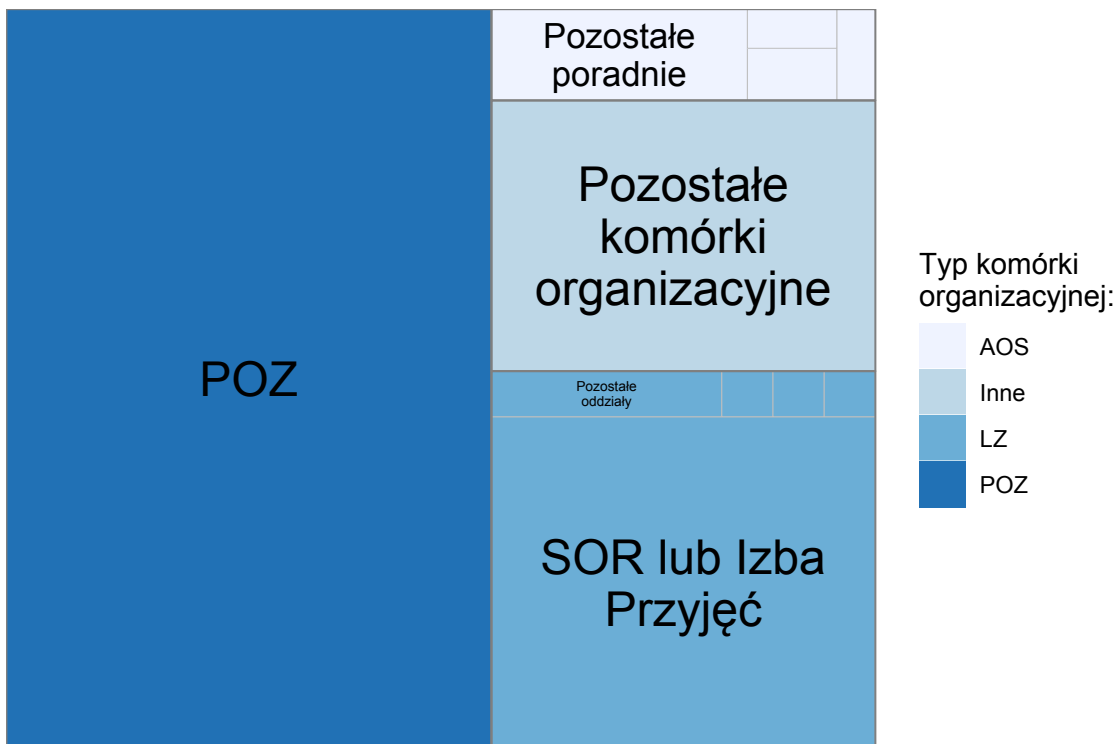 Pozostałe
poradnie
Pozostałe
komórki
organizacyjne
POZ
Pozostałe
oddziały
SOR lub Izba
Przyjęć
Typ komórki
organizacyjnej:
AOS
Inne
LZ
POZ